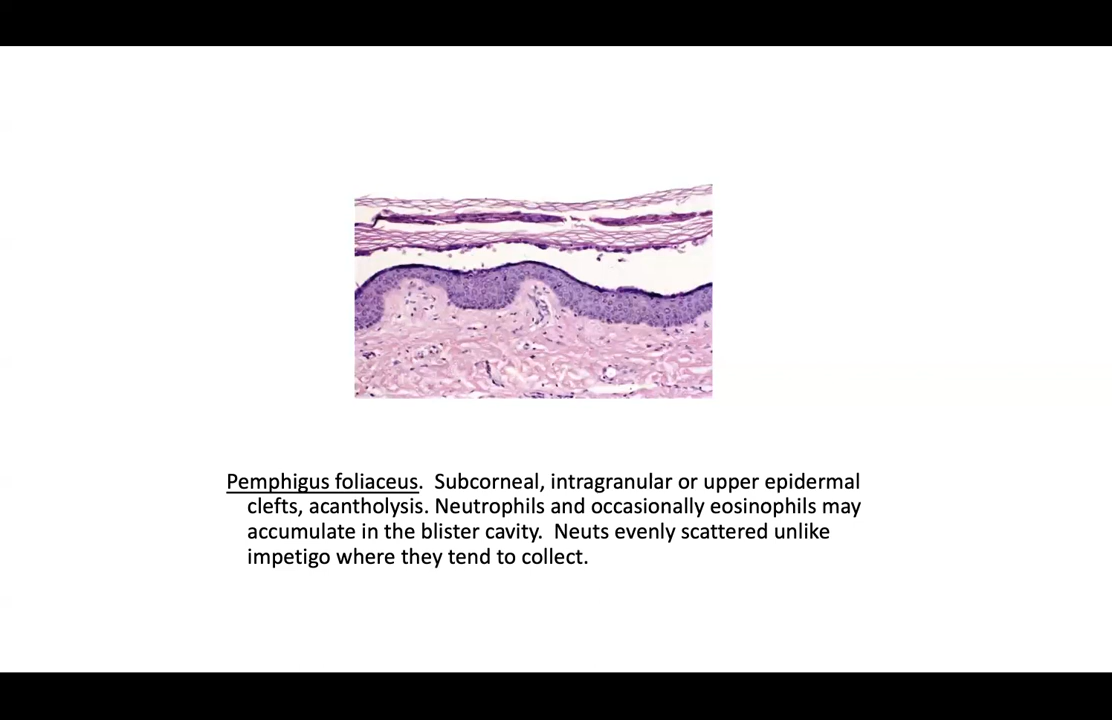 Pemphigus foliaceus.  Subcorneal, intragranular or upper epidermal
clefts, acantholysis. Neutrophils and occasionally eosinophils may
accumulate in the blister cavity.  Neuts evenly scattered unlike
impetigo where they tend to collect.